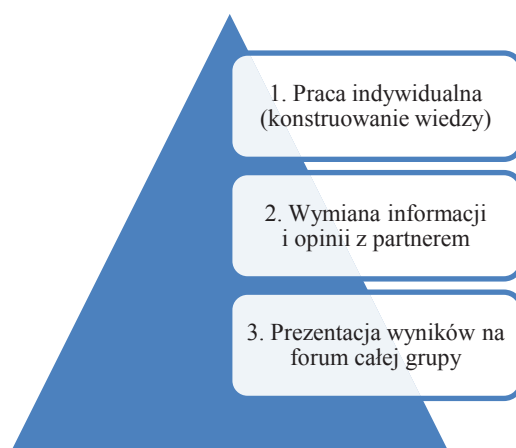 1. Praca indywidualna
(konstruowanie wiedzy)
2. Wymiana informacji
i opinii z partnerem
3. Prezentacja wyników na
forum całej grupy